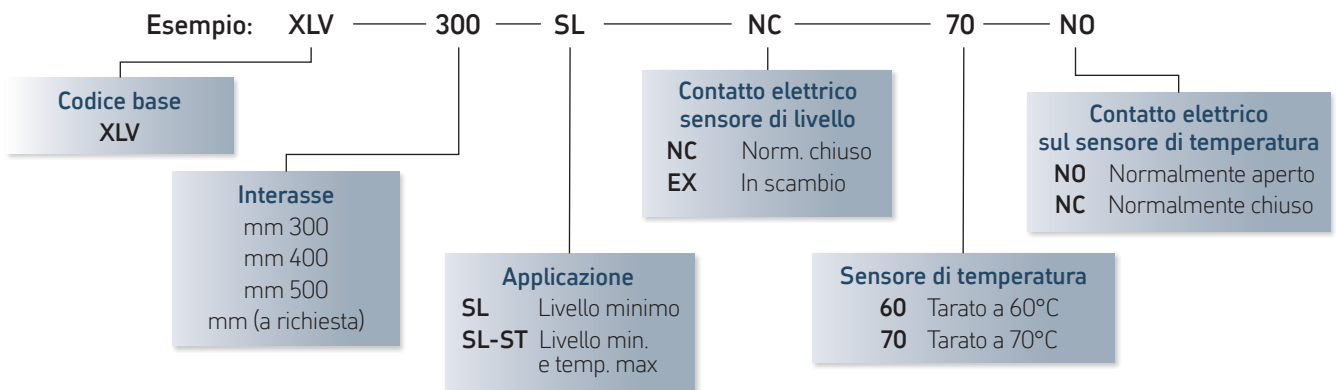 Esempio: XLV 300 SL NC 70 NO
Codice base
XLV
Interasse
mm 300
mm 400
mm 500
mm (a richiesta)
Applicazione
SL Livello minimo
SL-ST Livello min.
e temp. max
Contatto elettrico
sensore di livello
NC Norm. chiuso
EX In scambio
Sensore di temperatura
60 Tarato a 60°C
70 Tarato a 70°C
Contatto elettrico
sul sensore di temperatura
NO Normalmente aperto
NC Normalmente chiuso